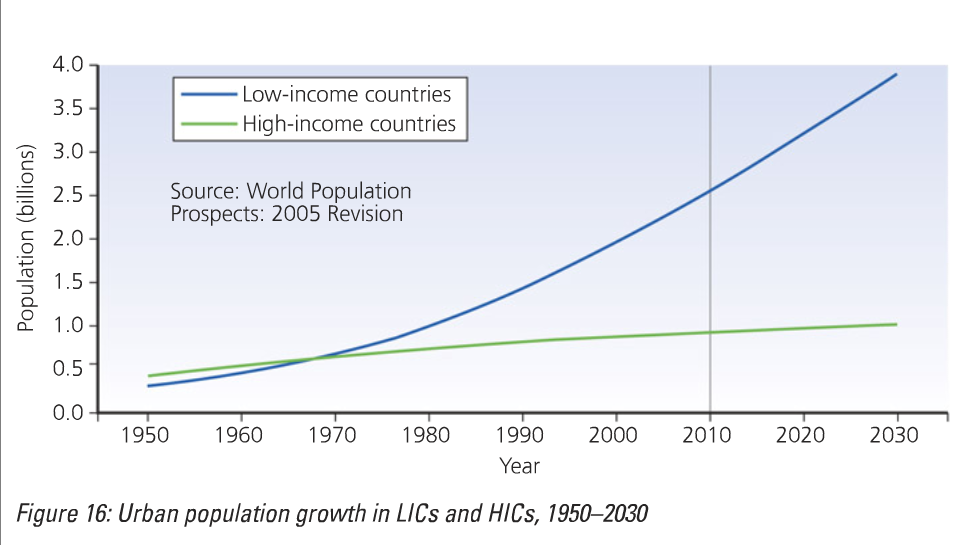 4.0
3.5
3.0
2.5
2.0
1.5
1.0
0.5
0.0
Population (billions)
Low-income countries
High-income countries
Source: World Population
Prospects: 2005 Revision
1950 1960 1970 1980 1990 2000 2010 2020 2030
Year
Figure 16: Urban population growth in LICs and HICs, 1950–2030